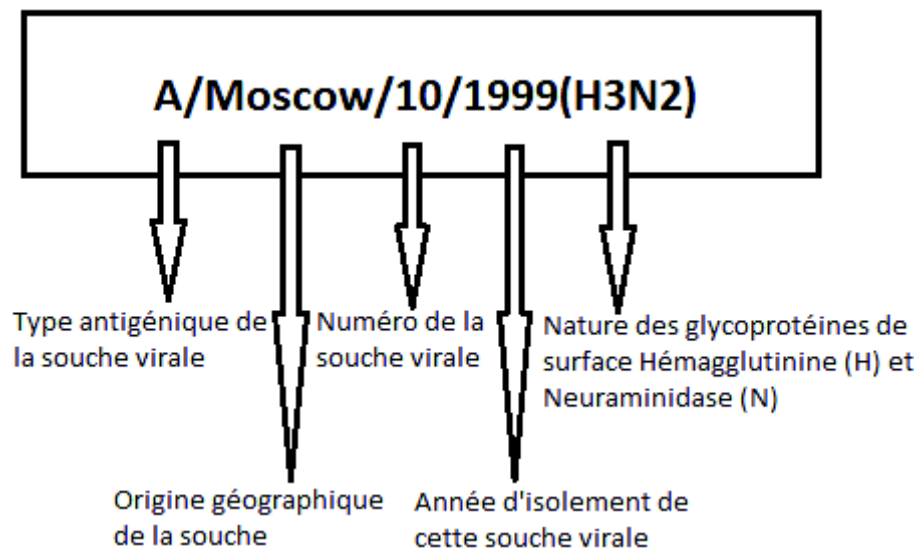 A/Moscow/10/1999(H3N2)
Type antigénique de
la souche virale
Numéro de la
souche virale
Nature des glycoprotéines de
surface Hémagglutinine (H) et
Neuraminidase (N)
Origine géographique
de la souche
Année d'isolement de
cette souche virale